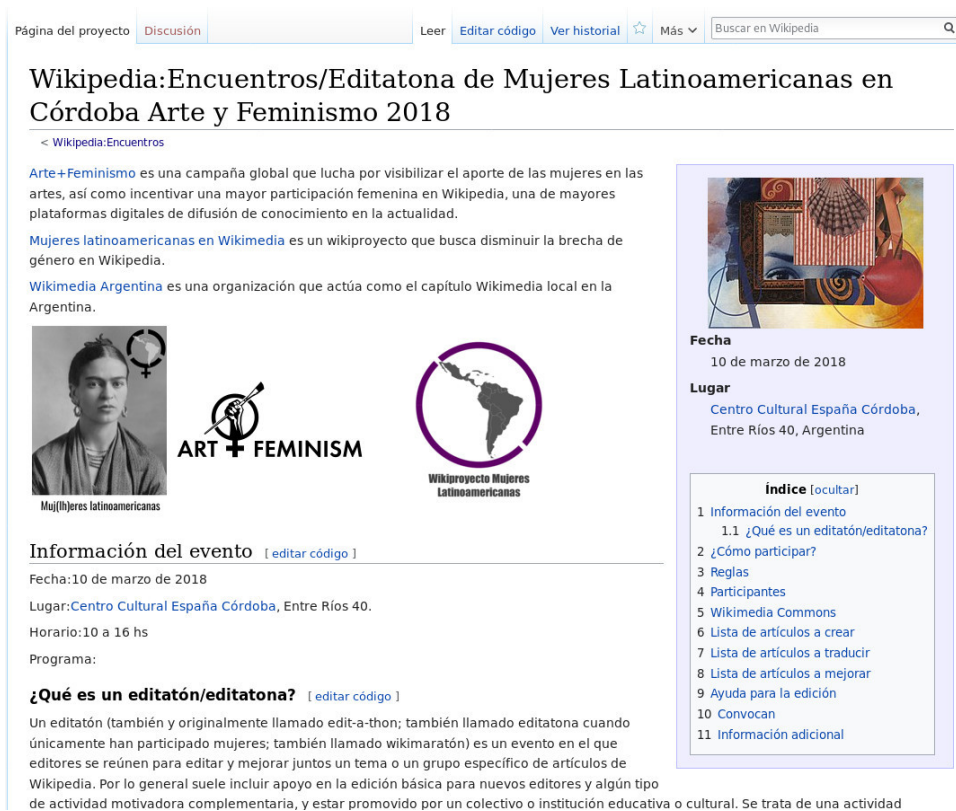 Página del proyecto Discusión Leer Editar código Ver historial Más Buscar en Wikipedia
Wikipedia:Encuentros/Editatona de Mujeres Latinoamericanas en
Córdoba Arte y Feminismo 2018
< Wikipedia:Encuentros
Arte+Feminismo es una campaña global que lucha por visibilizar el aporte de las mujeres en las
artes, así como incentivar una mayor participación femenina en Wikipedia, una de mayores
plataformas digitales de difusión de conocimiento en la actualidad.
Mujeres latinoamericanas en Wikimedia es un wikiproyecto que busca disminuir la brecha de
género en Wikipedia.
Wikimedia Argentina es una organización que actúa como el capítulo Wikimedia local en la
Argentina.
Muj(lh)eres latinoamericanas
ART FEMINISM
Wikiproyecto Mujeres
Latinoamericanas
Fecha
10 de marzo de 2018
Lugar
Centro Cultural España Córdoba,
Entre Ríos 40, Argentina
Índice [ocultar]
1 Información del evento
1.1 ¿Qué es un editatón/editatona?
2 ¿Cómo participar?
3 Reglas
4 Participantes
5 Wikimedia Commons
6 Lista de artículos a crear
7 Lista de artículos a traducir
8 Lista de artículos a mejorar
9 Ayuda para la edición
10 Convocan
11 Información adicional
Información del evento [ editar código ]
Fecha:10 de marzo de 2018
Lugar:Centro Cultural España Córdoba, Entre Ríos 40.
Horario:10 a 16 hs
Programa:
¿Qué es un editatón/editatona? [ editar código ]
Un editatón (también y originalmente llamado edit-a-thon; también llamado editatona cuando
únicamente han participado mujeres; también llamado wikimaratón) es un evento en el que
editores se reúnen para editar y mejorar juntos un tema o un grupo específico de artículos de
Wikipedia. Por lo general suele incluir apoyo en la edición básica para nuevos editores y algún tipo
de actividad motivadora complementaria, y estar promovido por un colectivo o institución educativa o cultural. Se trata de una actividad